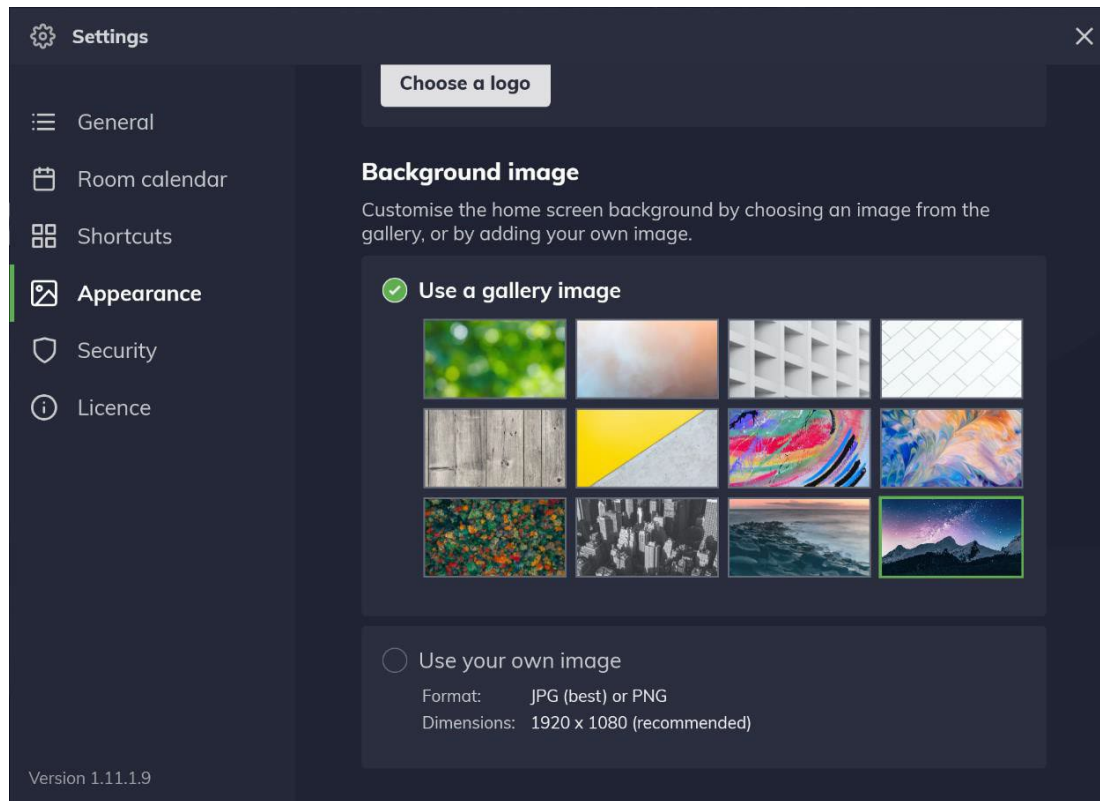 Settings
General
Room calendar
Shortcuts
Appearance
Security
Licence
Version 1.11.1.9
Choose a logo
Background image
Customise the home screen background by choosing an image from the
gallery, or by adding your own image.
Use a gallery image
Use your own image
Format: JPG (best) or PNG
Dimensions: 1920 x 1080 (recommended)